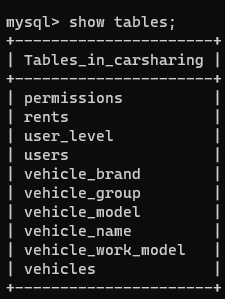 mysql> show tables;
+----------------------+
| Tables_in_carsharing |
+----------------------+
| permissions          |
| rents                |
| user_level           |
| users                |
| vehicle_brand        |
| vehicle_group        |
| vehicle_model        |
| vehicle_name         |
| vehicle_work_model   |
| vehicles             |
+----------------------+